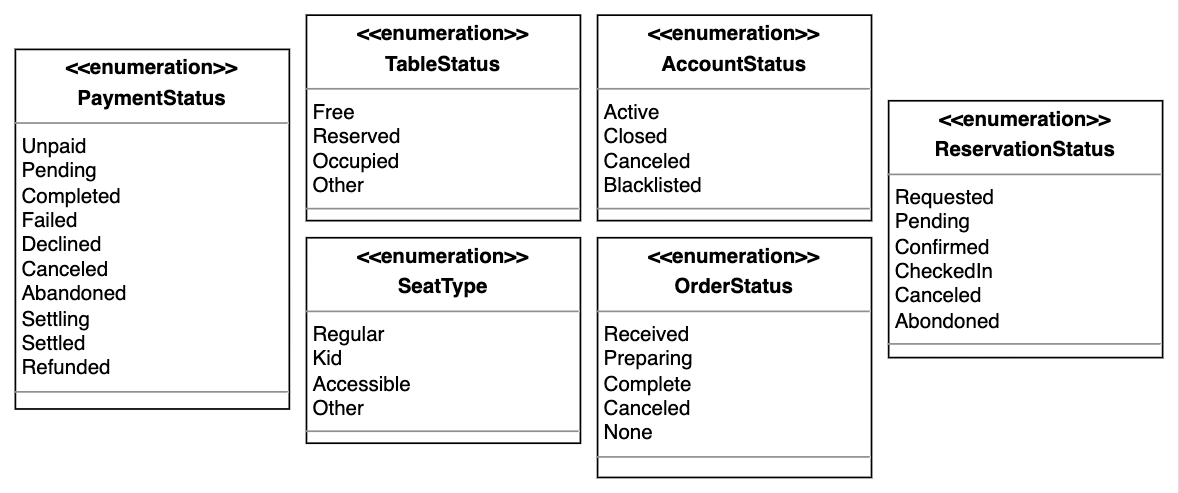 <<enumeration>>
PaymentStatus
Unpaid
Pending
Completed
Failed
Declined
Canceled
Abandoned
Settling
Settled
Refunded
<<enumeration>>
TableStatus
Free
Reserved
Occupied
Other
<<enumeration>>
SeatType
Regular
Kid
Accessible
Other
<<enumeration>>
AccountStatus
Active
Closed
Canceled
Blacklisted
<<enumeration>>
OrderStatus
Received
Preparing
Complete
Canceled
None
<<enumeration>>
ReservationStatus
Requested
Pending
Confirmed
CheckedIn
Canceled
Abondoned